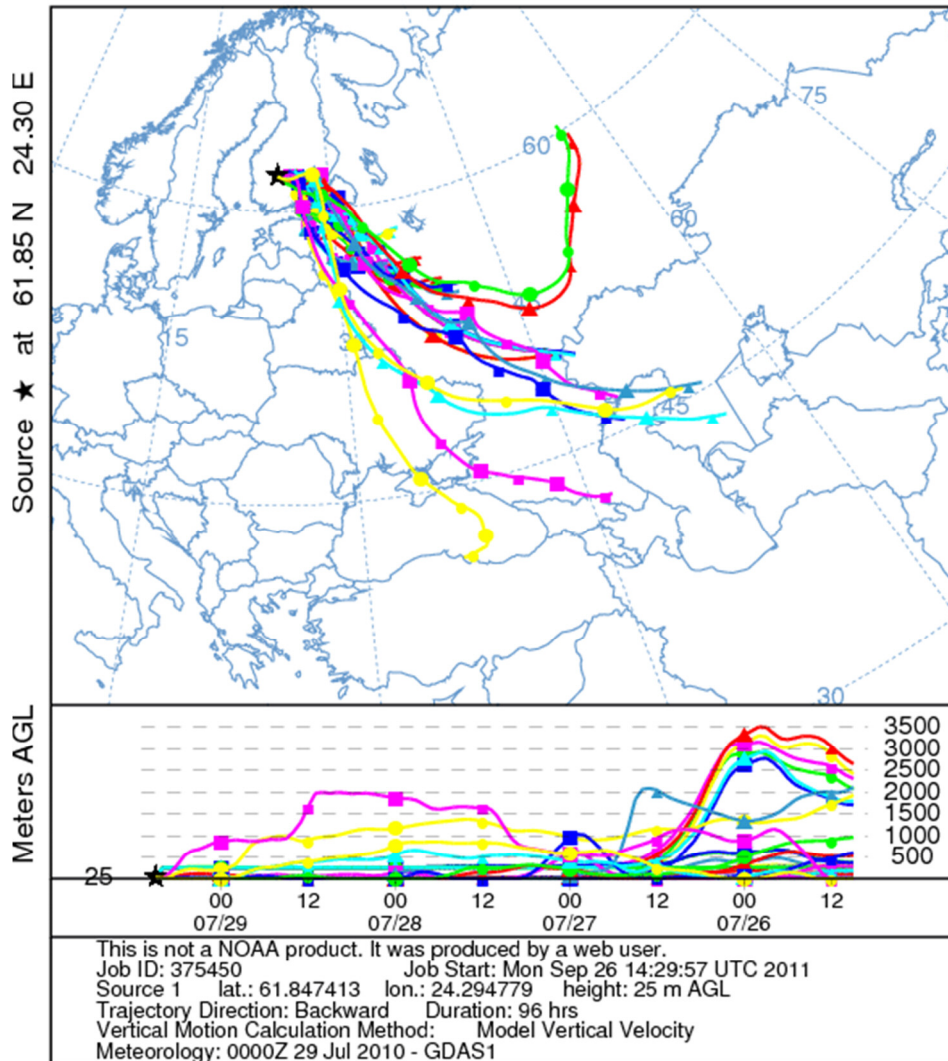 Source ★ at 61.85 N 24.30 E
75
60
60
15
45
30
Meters AGL
3500
3000
2500
2000
1500
1000
500
25
00 12 00 12 00 12 00 12
07/29 07/28 07/27 07/26
This is not a NOAA product. It was produced by a web user.
Job ID: 375450 Job Start: Mon Sep 26 14:29:57 UTC 2011
Source 1 lat.: 61.847413 lon.: 24.294779 height: 25 m AGL
Trajectory Direction: Backward Duration: 96 hrs
Vertical Motion Calculation Method: Model Vertical Velocity
Meteorology: 0000Z 29 Jul 2010 - GDAS1